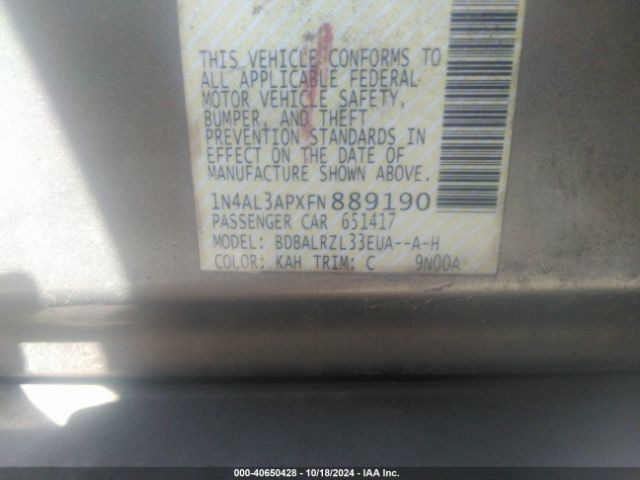 THIS VEHICLE CONFORMS TO
ALL APPLICABLE FEDERAL
MOTOR VEHICLE SAFETY,
BUMPER, AND THEFT
PREVENTION STANDARDS IN
EFFECT ON THE DATE OF
MANUFACTURE SHOWN ABOVE.
1N4AL3APXFN889190
PASSENGER CAR 651417
MODEL: BDBALRZL33EUA--A-H
COLOR: KAH TRIM: C 9N00A
000-40650428 - 10/18/2024 - IAA Inc.